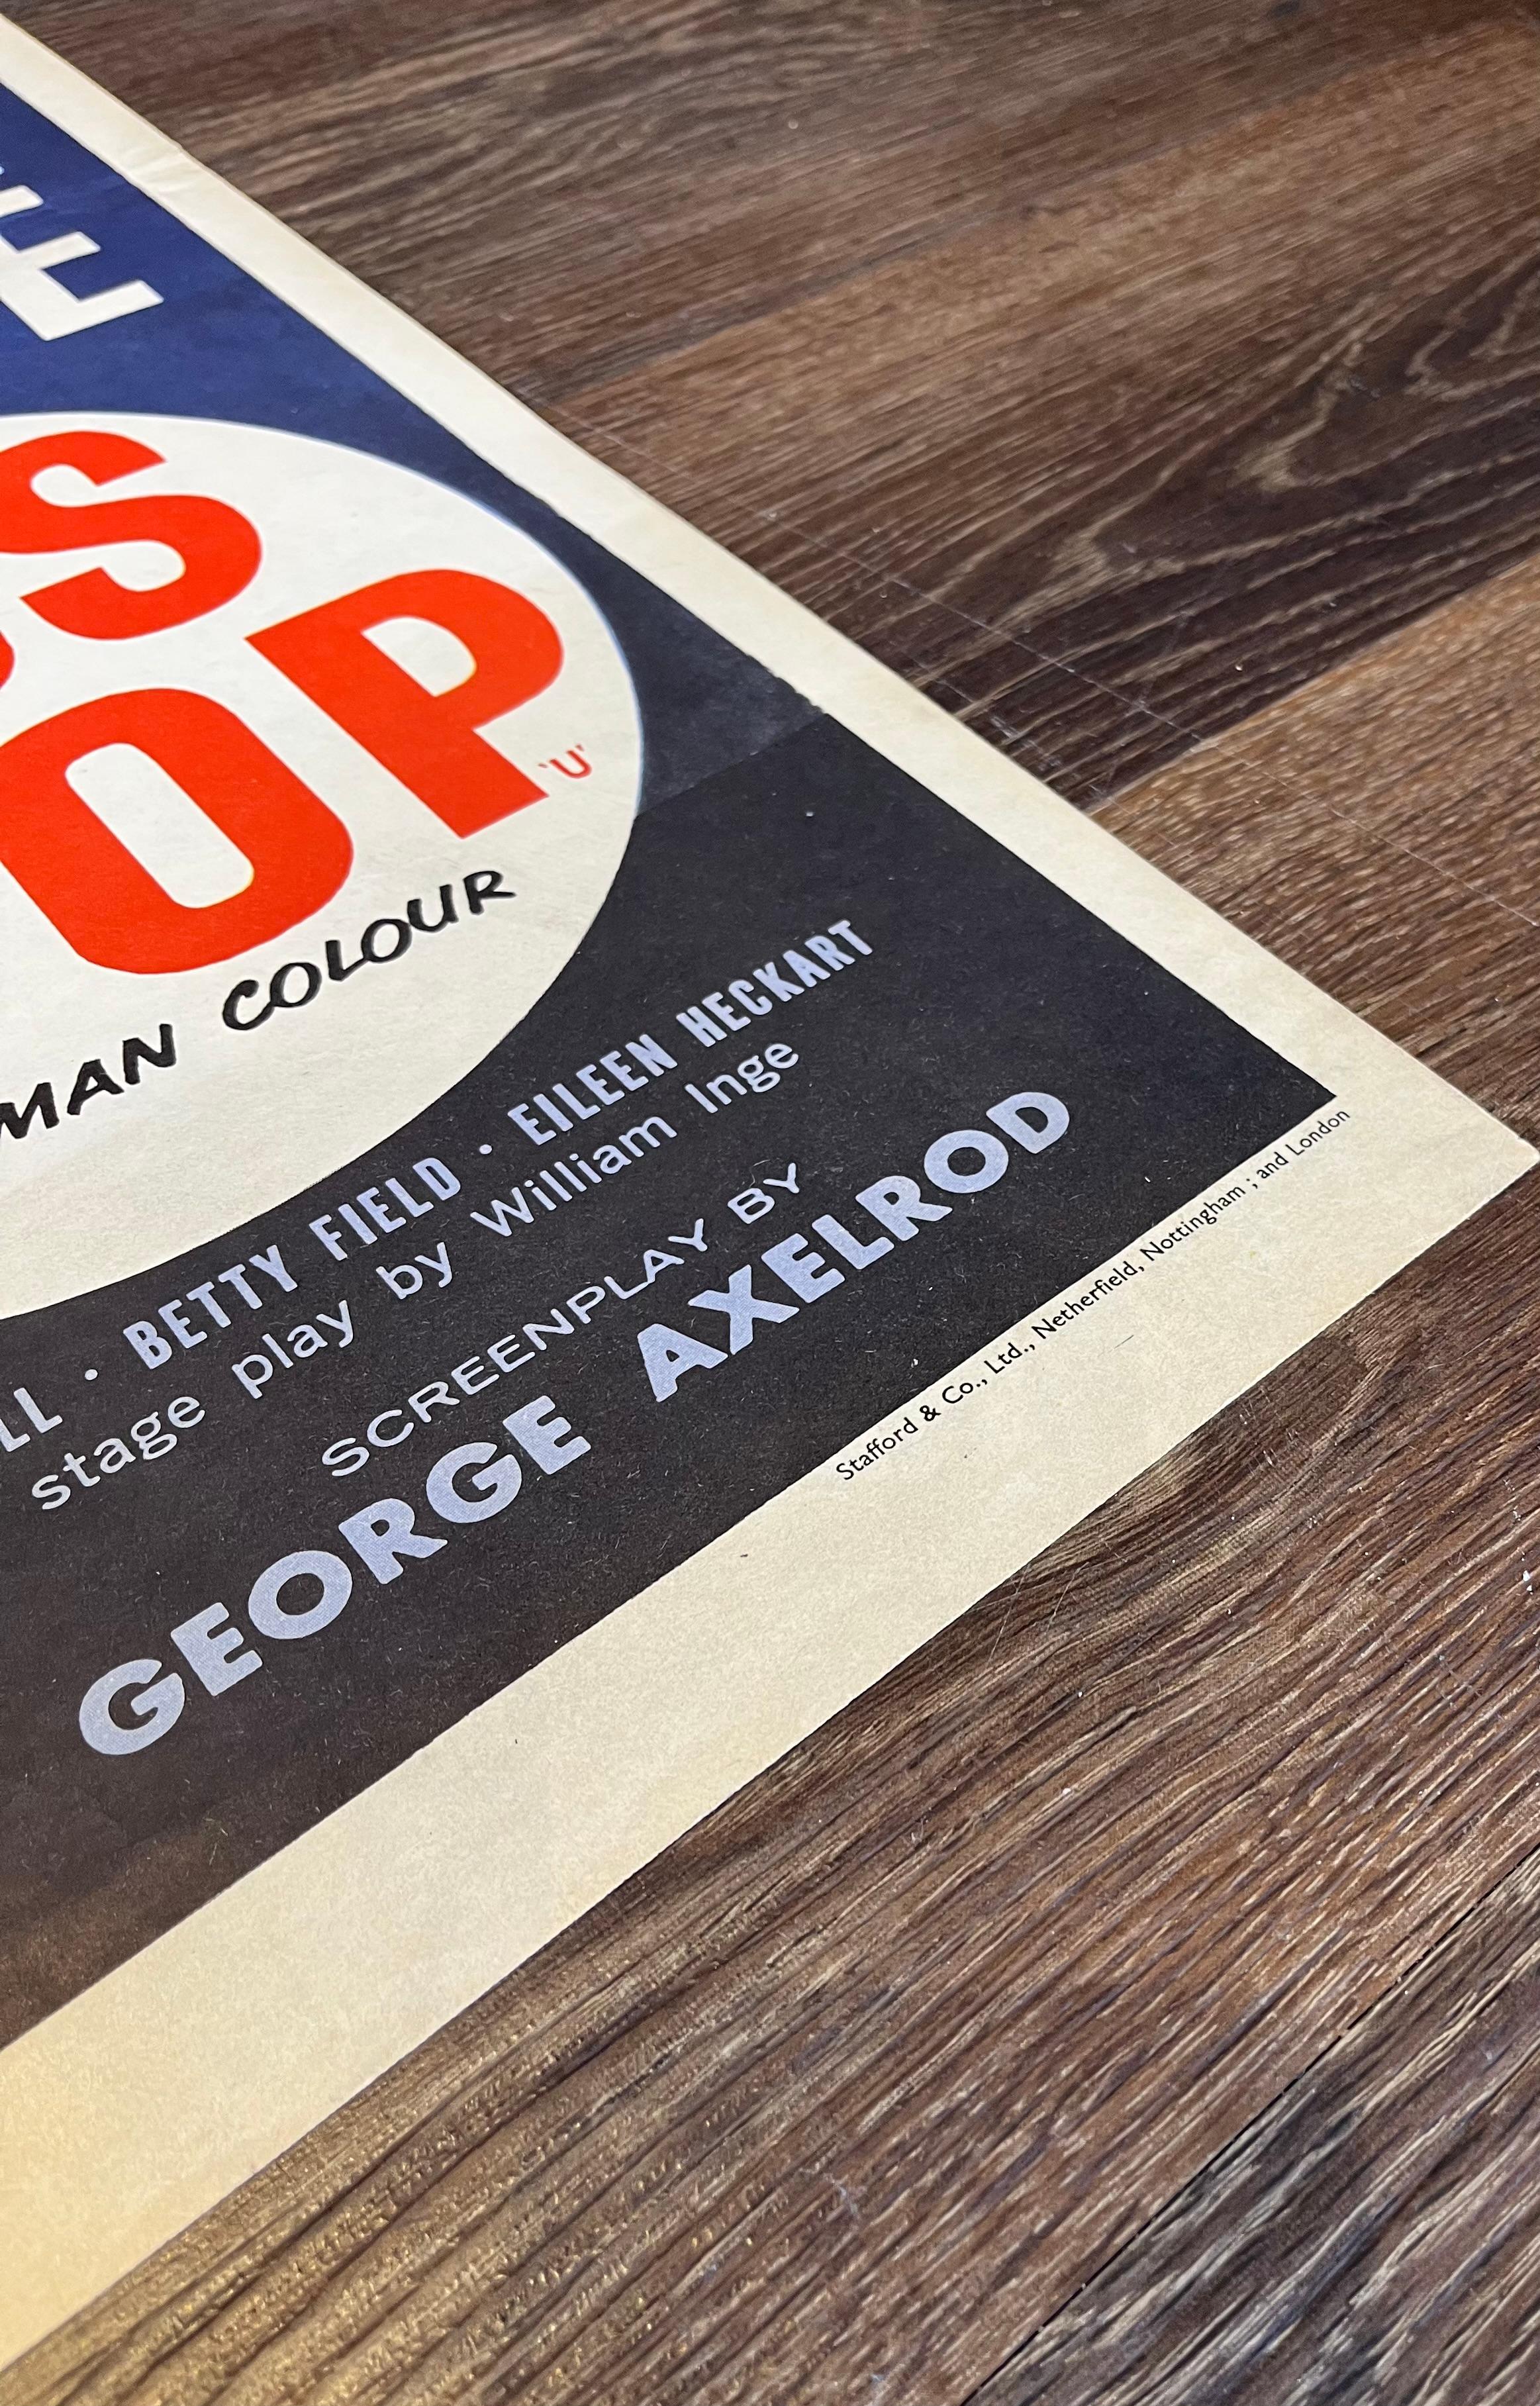 E
S
OP 'U'
MAN COLOUR
LL · BETTY FIELD · EILEEN HECKART
stage play by William Inge
SCREENPLAY BY
GEORGE AXELROD
Stafford & Co., Ltd., Netherfield, Nottingham ; and London